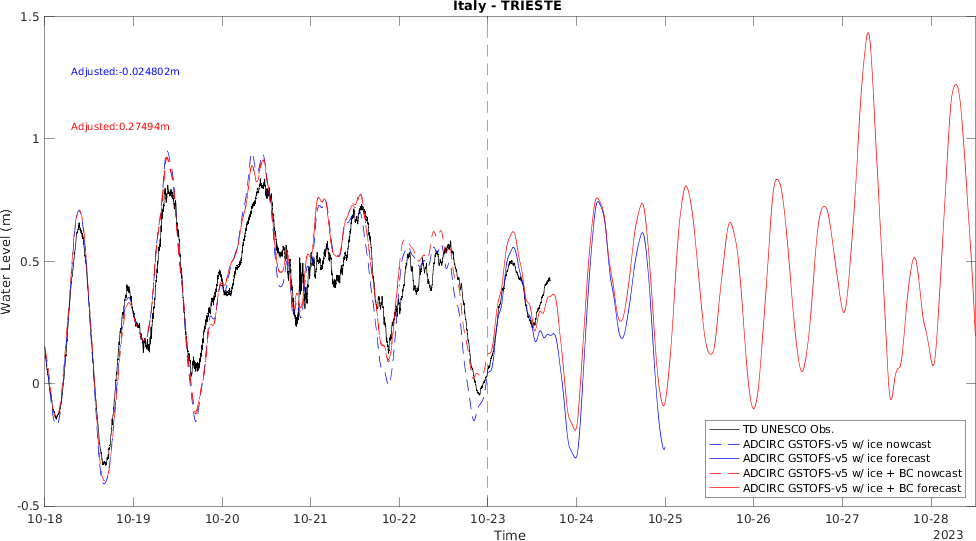 Italy - TRIESTE
1.5
1
0.5
0
-0.5
Water Level (m)
Adjusted:-0.024802m
Adjusted:0.27494m
TD UNESCO Obs.
ADCIRC GSTOFS-v5 w/ ice nowcast
ADCIRC GSTOFS-v5 w/ ice forecast
ADCIRC GSTOFS-v5 w/ ice + BC nowcast
ADCIRC GSTOFS-v5 w/ ice + BC forecast
10-18 10-19 10-20 10-21 10-22 10-23 10-24 10-25 10-26 10-27 10-28
Time
2023